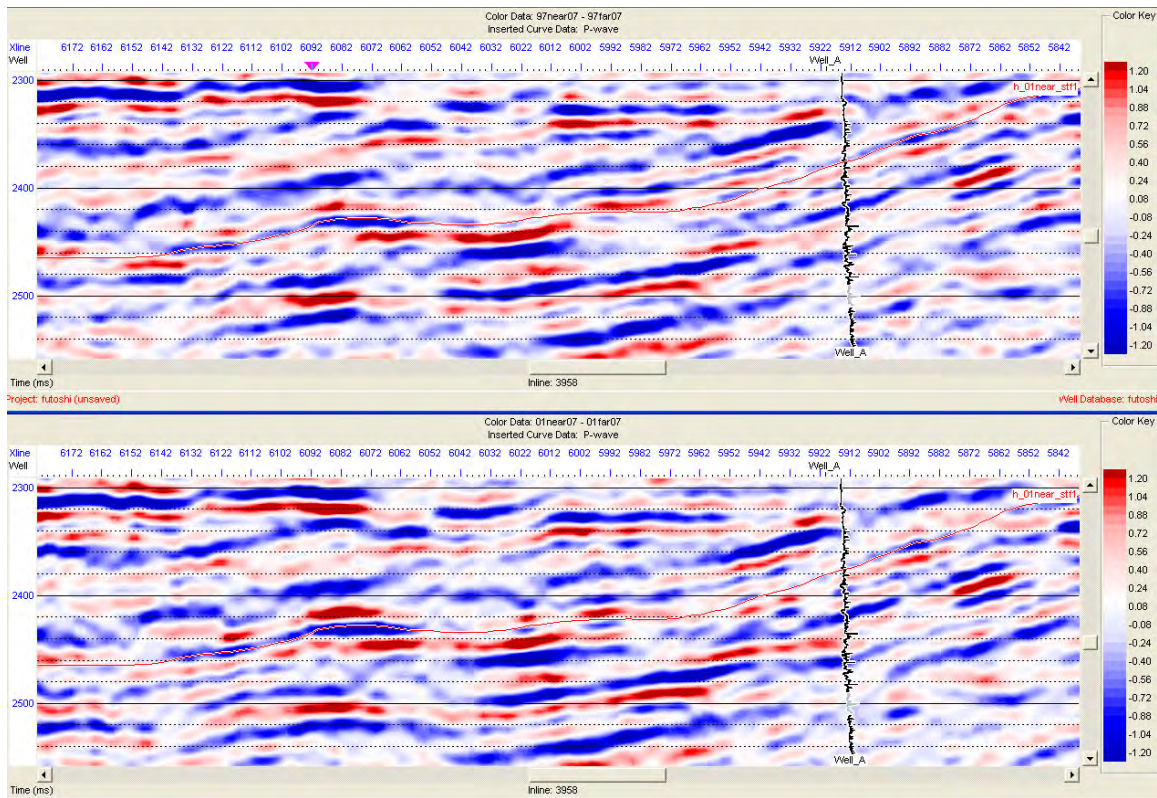 Color Data: 97near07 - 97far07
Inserted Curve Data: P-wave
Color Key
Xline 6172 6162 6152 6142 6132 6112 6100 6092 6082 6072 6062 6052 6042 6032 6022 6012 6002 5992 5982 5972 5962 5952 5942 5932 5922 5912 5900 5892 5882 5872 5862 5852 5842
Well Well_A
2300
h_01near_stf1
2400
2500
Well_A
1.20
1.04
0.88
0.72
0.56
0.40
0.24
0.08
-0.08
-0.24
-0.40
-0.56
-0.72
-0.88
-1.04
-1.20
Time (ms) Inline: 3958
Project: futoshi (unsaved) Well Database: futoshi
Color Data: 01near07 - 01far07
Inserted Curve Data: P-wave
Color Key
Xline 6172 6162 6152 6142 6132 6112 6100 6092 6082 6072 6062 6052 6042 6032 6022 6012 6002 5992 5982 5972 5962 5952 5942 5932 5922 5911 5900 5892 5882 5872 5862 5852 5842
Well Well_A
2300
h_01near_stf1
2400
2500
Well_A
1.20
1.04
0.88
0.72
0.56
0.40
0.24
0.08
-0.08
-0.24
-0.40
-0.56
-0.72
-0.88
-1.04
-1.20
Time (ms) Inline: 3958